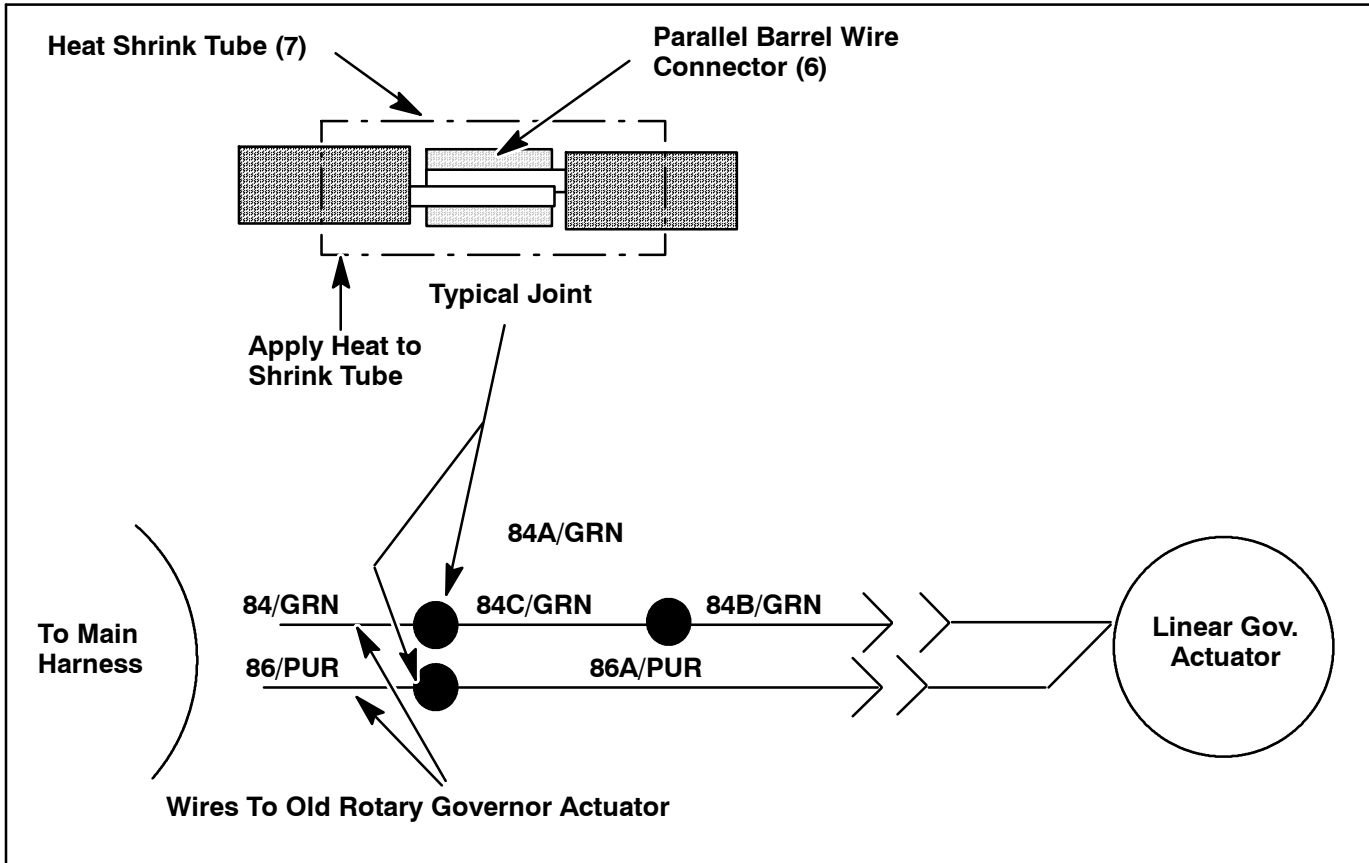 Heat Shrink Tube (7)
Parallel Barrel Wire
Connector (6)
Typical Joint
Apply Heat to
Shrink Tube
84A/GRN
84/GRN
84C/GRN
84B/GRN
To Main
Harness
86/PUR
86A/PUR
Linear Gov.
Actuator
Wires To Old Rotary Governor Actuator